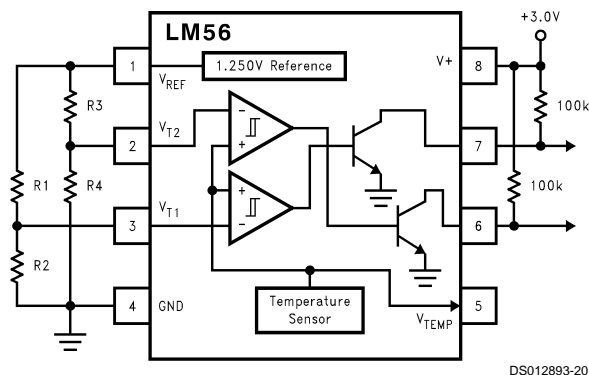 +3.0V
LM56
1
VREF
1.250V Reference
V+
8
R3
100k
2
VT2
-
+
7
R1
R4
+
-
100k
3
VT1
6
R2
4
GND
Temperature
Sensor
VTEMP
5
DS012893-20